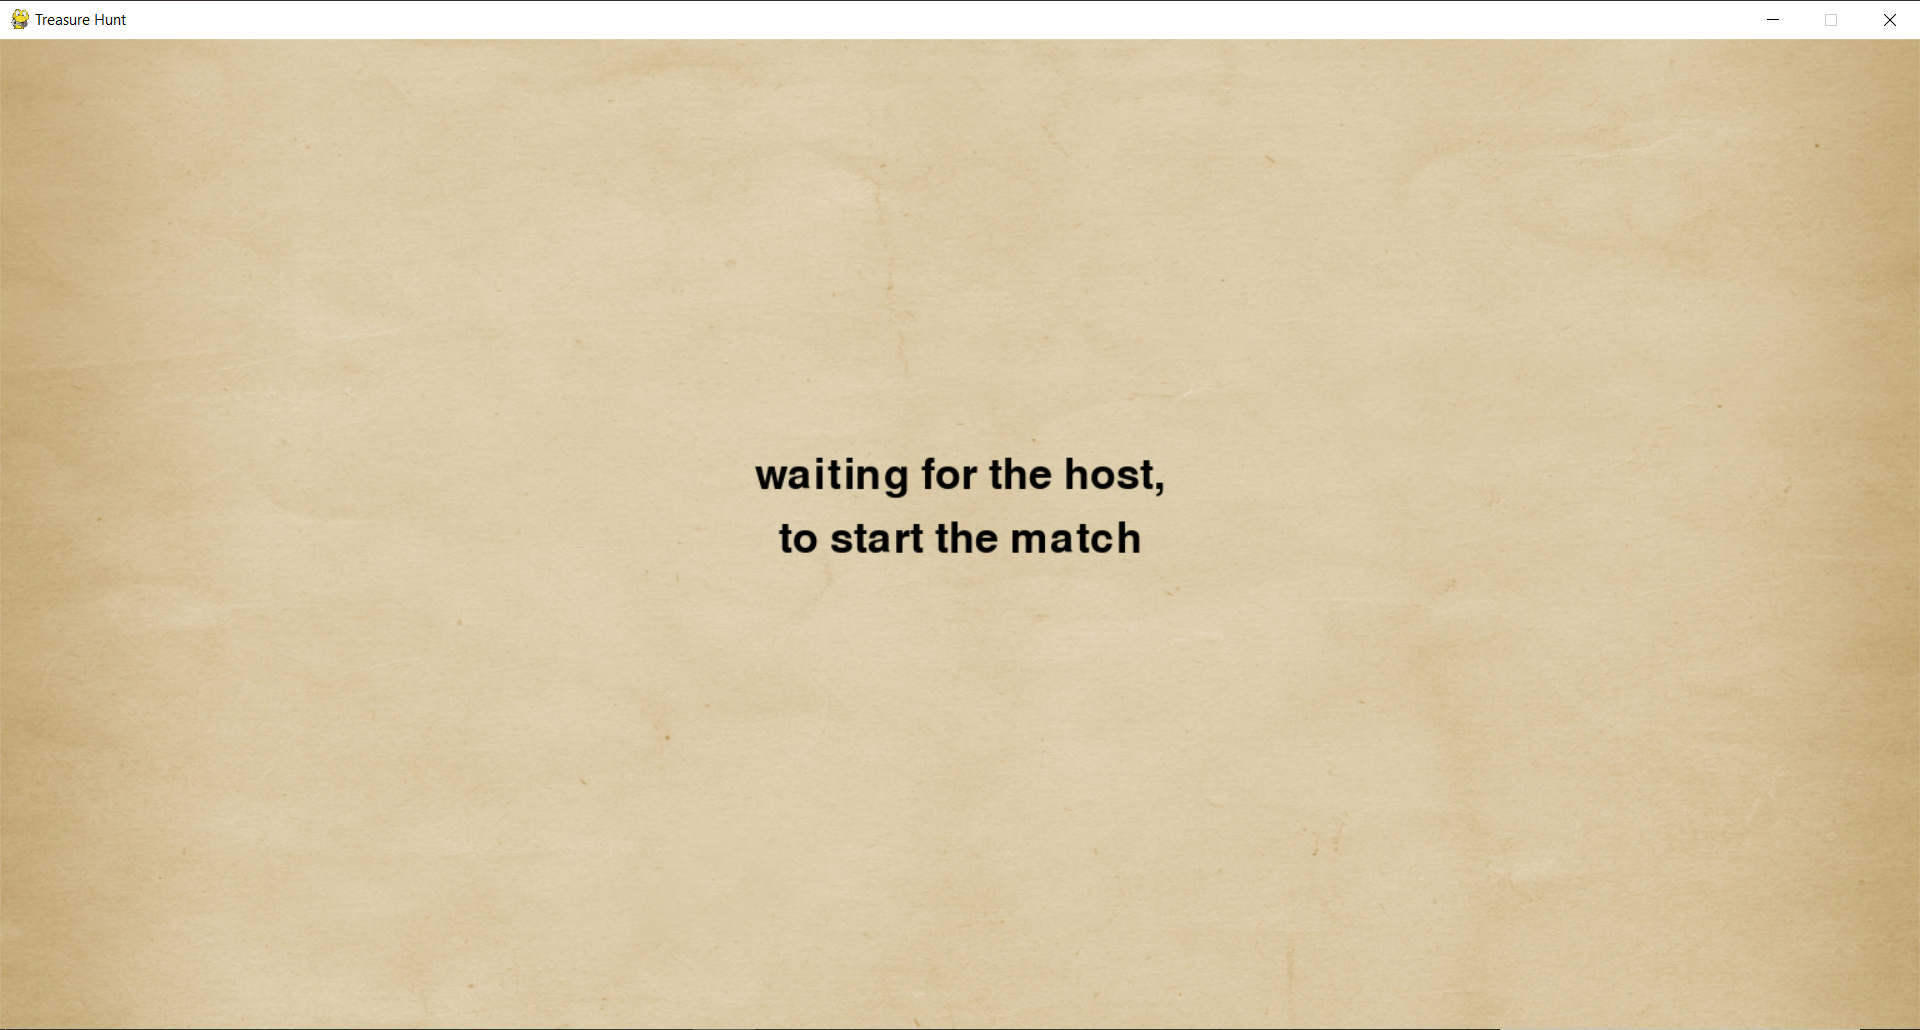 Treasure Hunt
waiting for the host,
to start the match